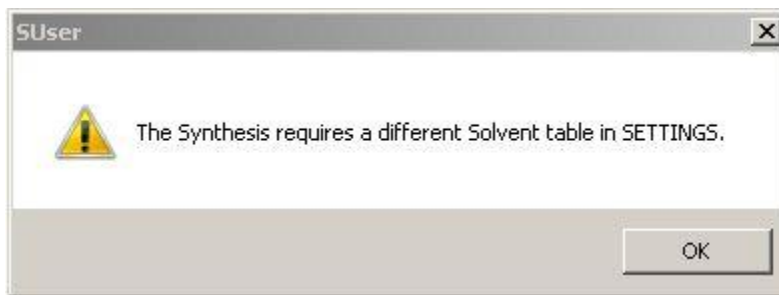 SUser
The Synthesis requires a different Solvent table in SETTINGS.
OK